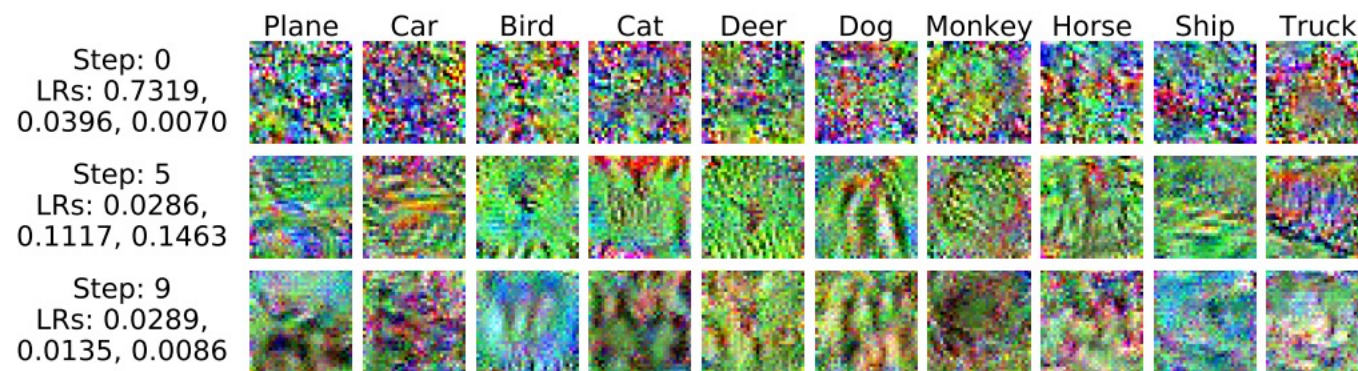 Plane Car Bird Cat Deer Dog Monkey Horse Ship Truck
Step: 0
LRs: 0.7319,
0.0396, 0.0070
Step: 5
LRs: 0.0286,
0.1117, 0.1463
Step: 9
LRs: 0.0289,
0.0135, 0.0086